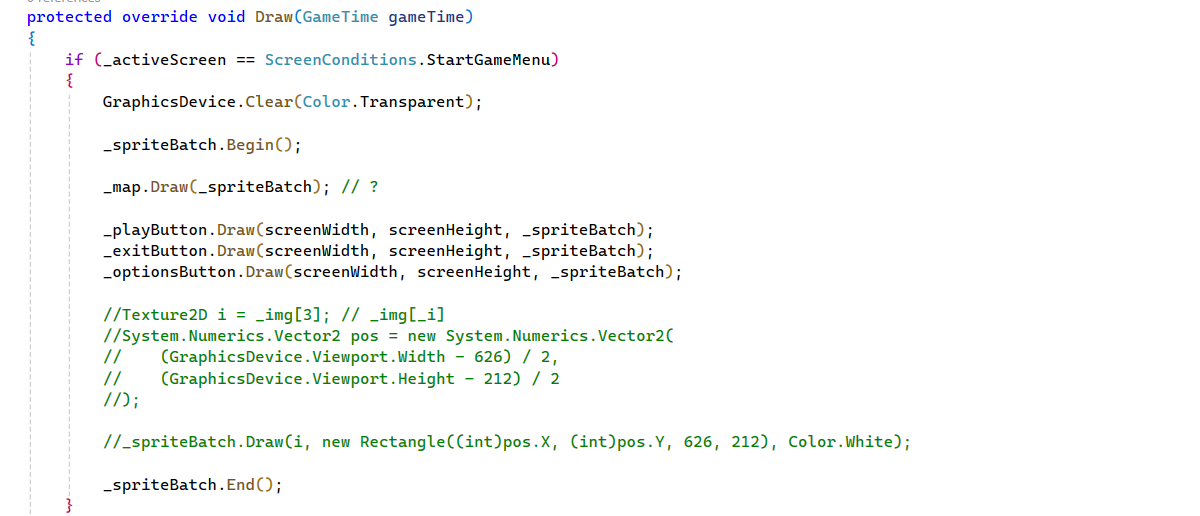 protected override void Draw(GameTime gameTime)
{
if (_activeScreen == ScreenConditions.StartGameMenu)
{
GraphicsDevice.Clear(Color.Transparent);
_spriteBatch.Begin();
_map.Draw(_spriteBatch); // ?
_playButton.Draw(screenWidth, screenHeight, _spriteBatch);
_exitButton.Draw(screenWidth, screenHeight, _spriteBatch);
_optionsButton.Draw(screenWidth, screenHeight, _spriteBatch);
//Texture2D i = _img[3]; // _img[_i]
//System.Numerics.Vector2 pos = new System.Numerics.Vector2(
//    (GraphicsDevice.Viewport.Width - 626) / 2,
//    (GraphicsDevice.Viewport.Height - 212) / 2
//);
//_spriteBatch.Draw(i, new Rectangle((int)pos.X, (int)pos.Y, 626, 212), Color.White);
_spriteBatch.End();
}